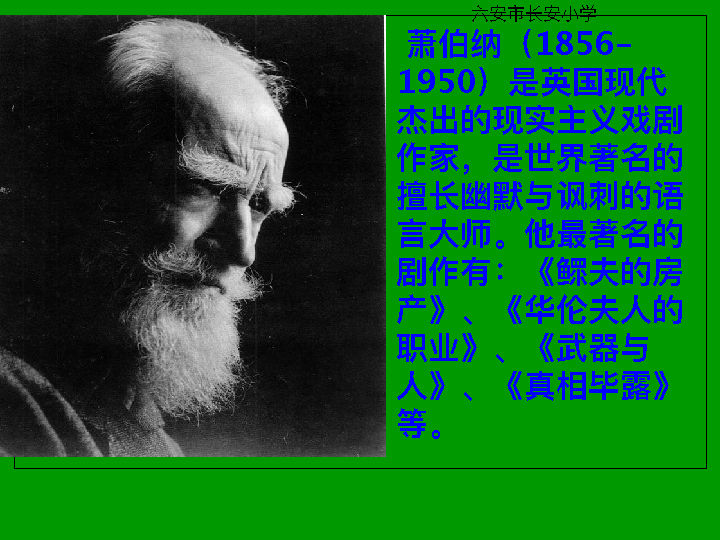 六安市长安小学
萧伯纳（1856-
1950）是英国现代
杰出的现实主义戏剧
作家，是世界著名的
擅长幽默与讽刺的语
言大师。他最著名的
剧作有：《鳏夫的房
产》、《华伦夫人的
职业》、《武器与
人》、《真相毕露》
等。